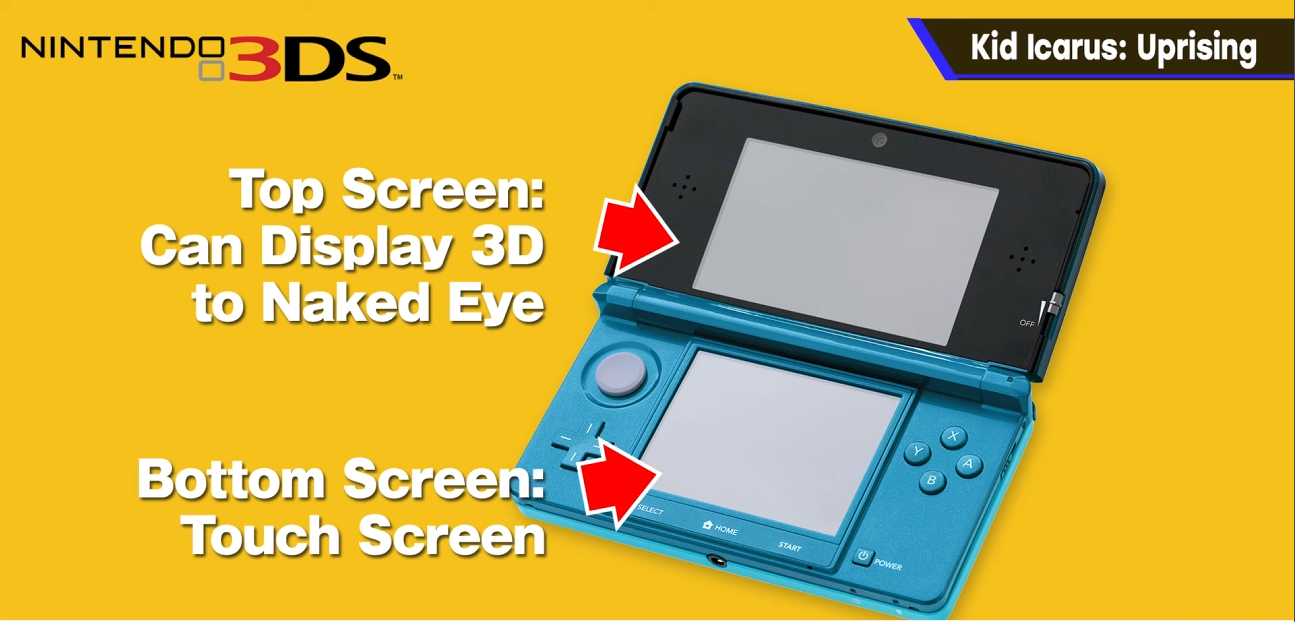 NINTENDO 3DS™
Kid Icarus: Uprising
Top Screen:
Can Display 3D
to Naked Eye
OFF
Bottom Screen:
Touch Screen
X
Y
A
B
SELECT
HOME
START
POWER